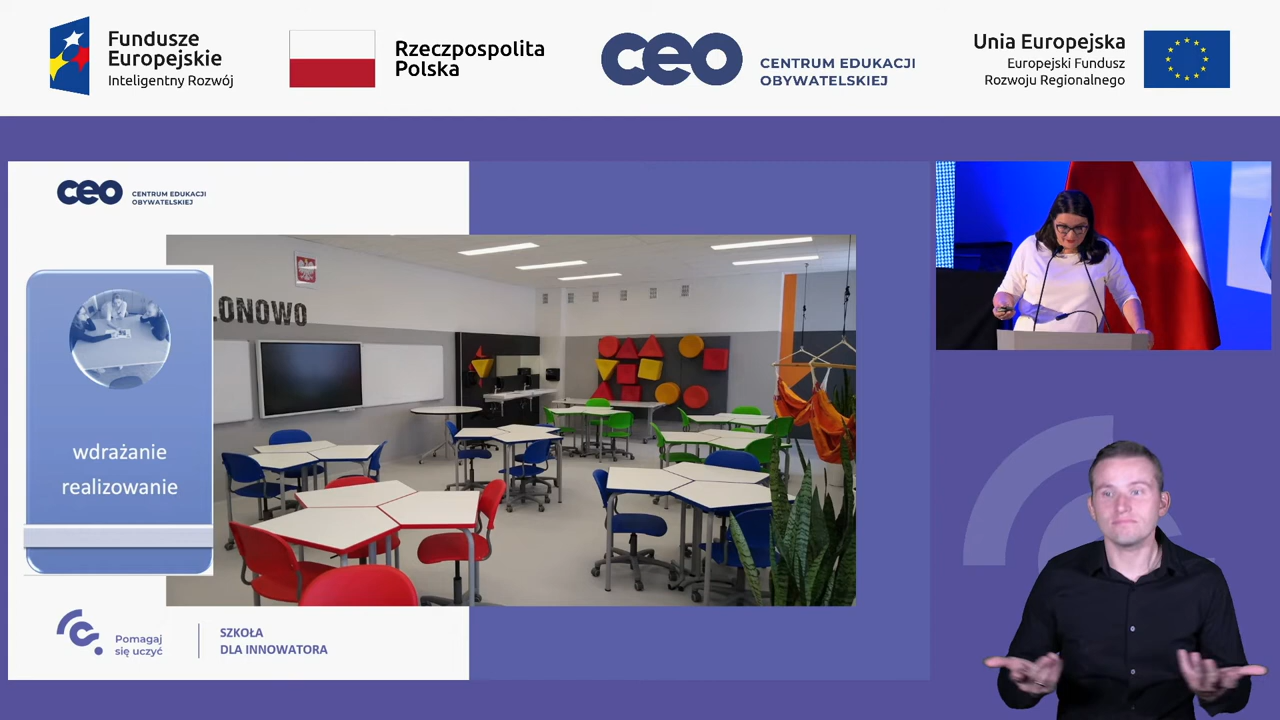 Fundusze
Europejskie
Inteligentny Rozwój
Rzeczpospolita
Polska
ceo
CENTRUM EDUKACJI
OBYWATELSKIEJ
Unia Europejska
Europejski Fundusz
Rozwoju Regionalnego
ceo
CENTRUM EDUKACJI
OBYWATELSKIEJ
wdrażanie
realizowanie
Pomagaj
się uczyć
SZKOŁA
DLA INNOWATORA